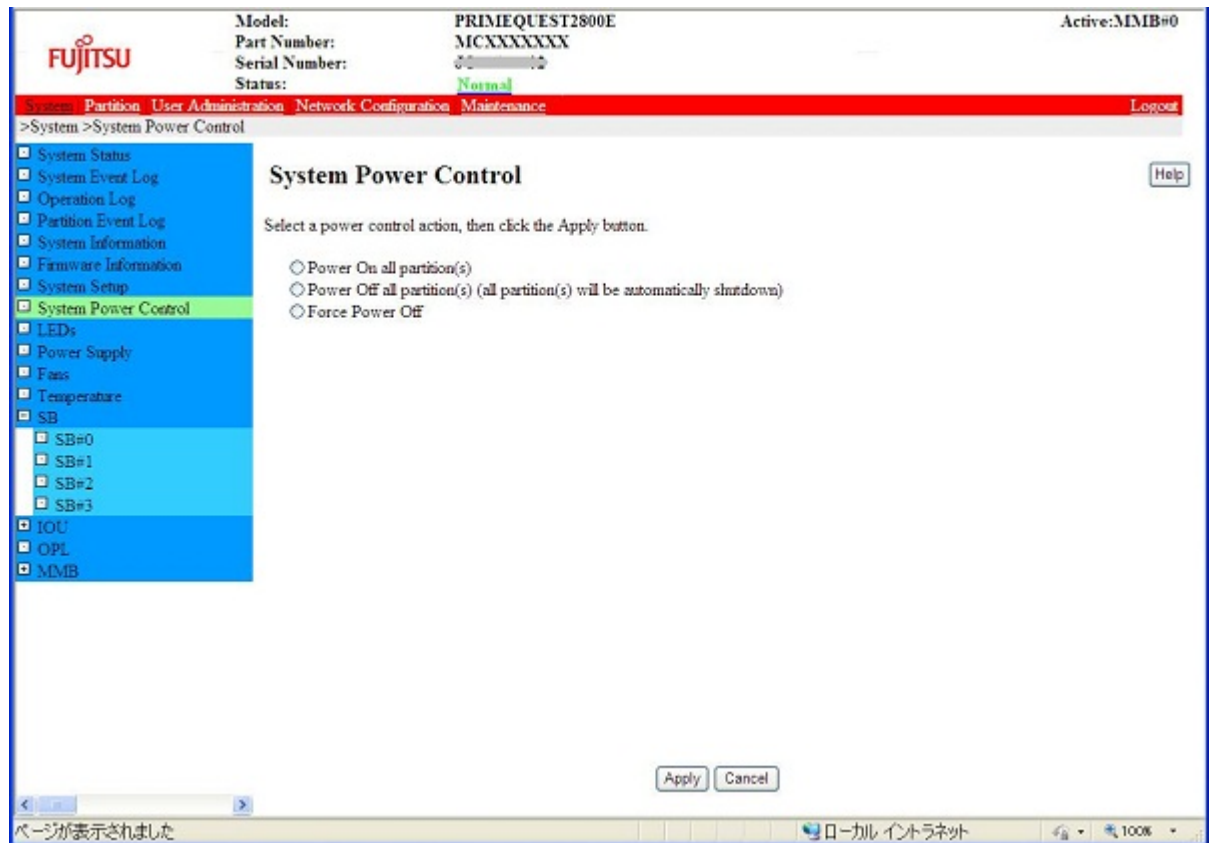 FUJITSU
Model: PRIMEQUEST2800E
Part Number: MCXXXXXXX
Serial Number:
Status: Normal
Active:MMB#0
System Partition User Administration Network Configuration Maintenance Logout
>System >System Power Control
System Status
System Event Log
Operation Log
Partition Event Log
System Information
Firmware Information
System Setup
System Power Control
LEDs
Power Supply
Fans
Temperature
SB
SB#0
SB#1
SB#2
SB#3
IOU
OPL
MMB
System Power Control
Help
Select a power control action, then click the Apply button.
Power On all partition(s)
Power Off all partition(s) (all partition(s) will be automatically shutdown)
Force Power Off
Apply Cancel
ページが表示されました
ローカル イントラネット
100%